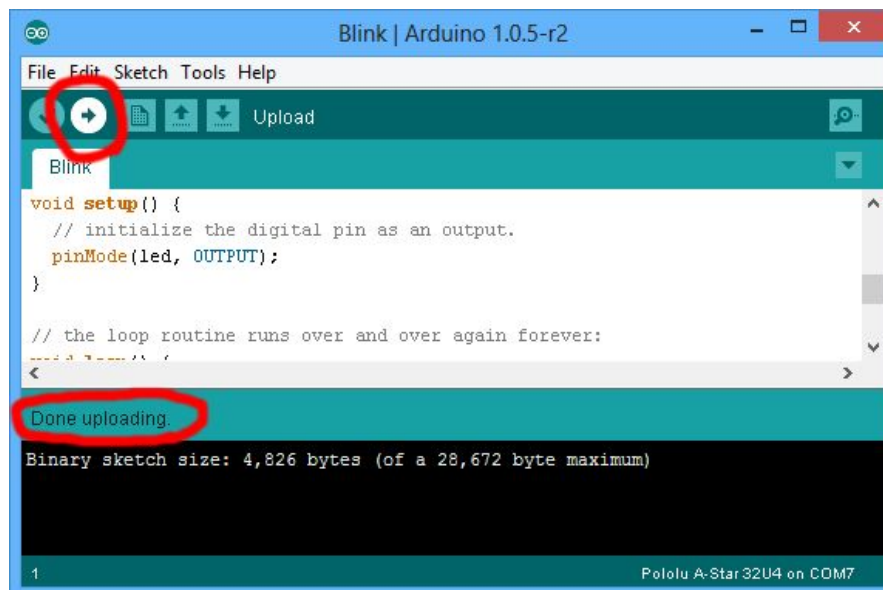 Blink | Arduino 1.0.5-r2
File Edit Sketch Tools Help
Upload
Blink
void setup() {
  // initialize the digital pin as an output.
  pinMode(led, OUTPUT);
}
// the loop routine runs over and over again forever:
void loop() {
Done uploading.
Binary sketch size: 4,826 bytes (of a 28,672 byte maximum)
1
Pololu A-Star 32U4 on COM7